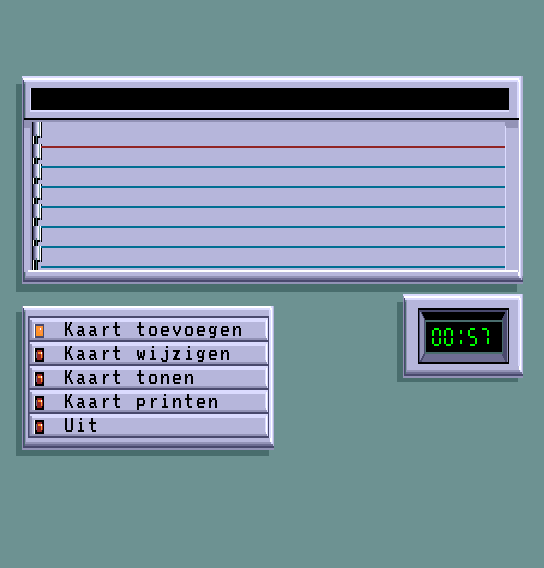 00:57
Kaart toevoegen
Kaart wijzigen
Kaart tonen
Kaart printen
Uit